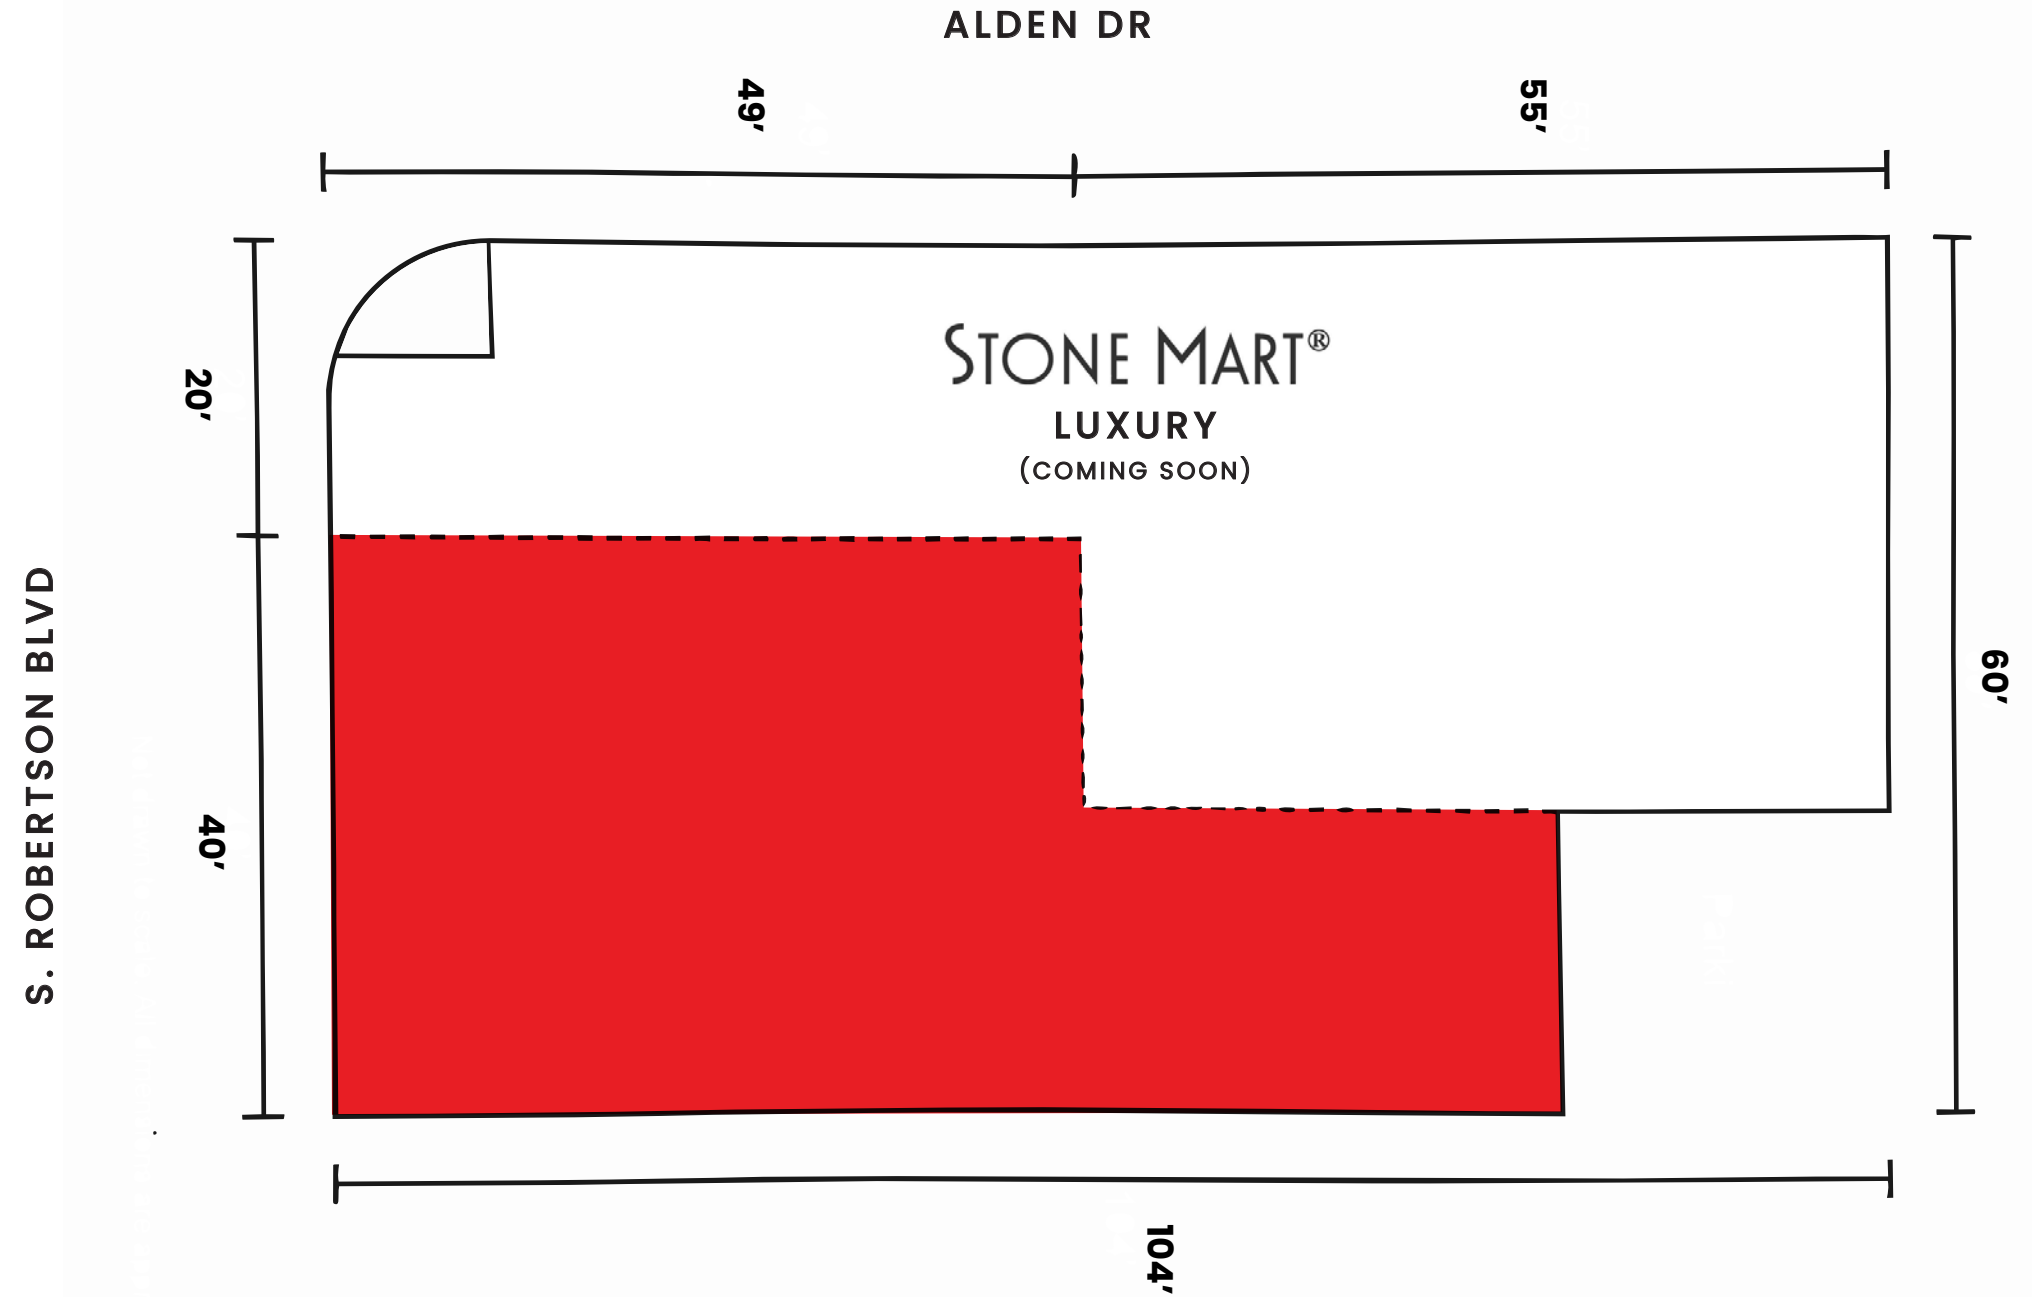 ALDEN DR
49’
55’
STONE MART®
LUXURY
(COMING SOON)
20’
S. ROBERTSON BLVD
60’
40’
104’